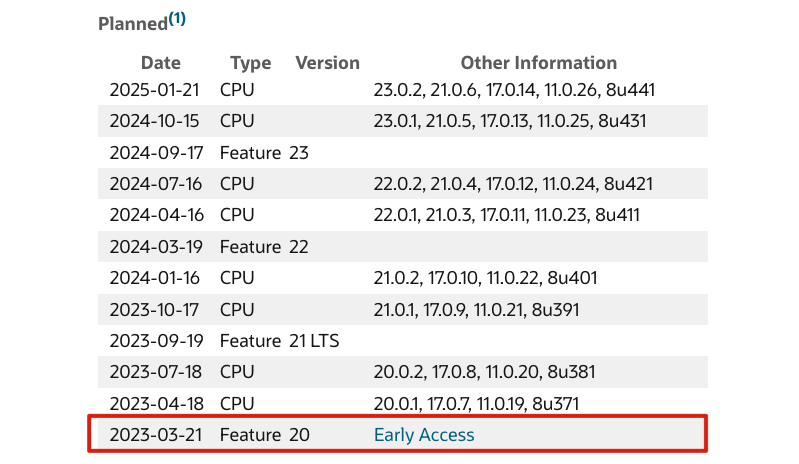 Planned(1)
Date Type Version Other Information
2025-01-21 CPU 23.0.2, 21.0.6, 17.0.14, 11.0.26, 8u441
2024-10-15 CPU 23.0.1, 21.0.5, 17.0.13, 11.0.25, 8u431
2024-09-17 Feature 23
2024-07-16 CPU 22.0.2, 21.0.4, 17.0.12, 11.0.24, 8u421
2024-04-16 CPU 22.0.1, 21.0.3, 17.0.11, 11.0.23, 8u411
2024-03-19 Feature 22
2024-01-16 CPU 21.0.2, 17.0.10, 11.0.22, 8u401
2023-10-17 CPU 21.0.1, 17.0.9, 11.0.21, 8u391
2023-09-19 Feature 21 LTS
2023-07-18 CPU 20.0.2, 17.0.8, 11.0.20, 8u381
2023-04-18 CPU 20.0.1, 17.0.7, 11.0.19, 8u371
2023-03-21 Feature 20 Early Access